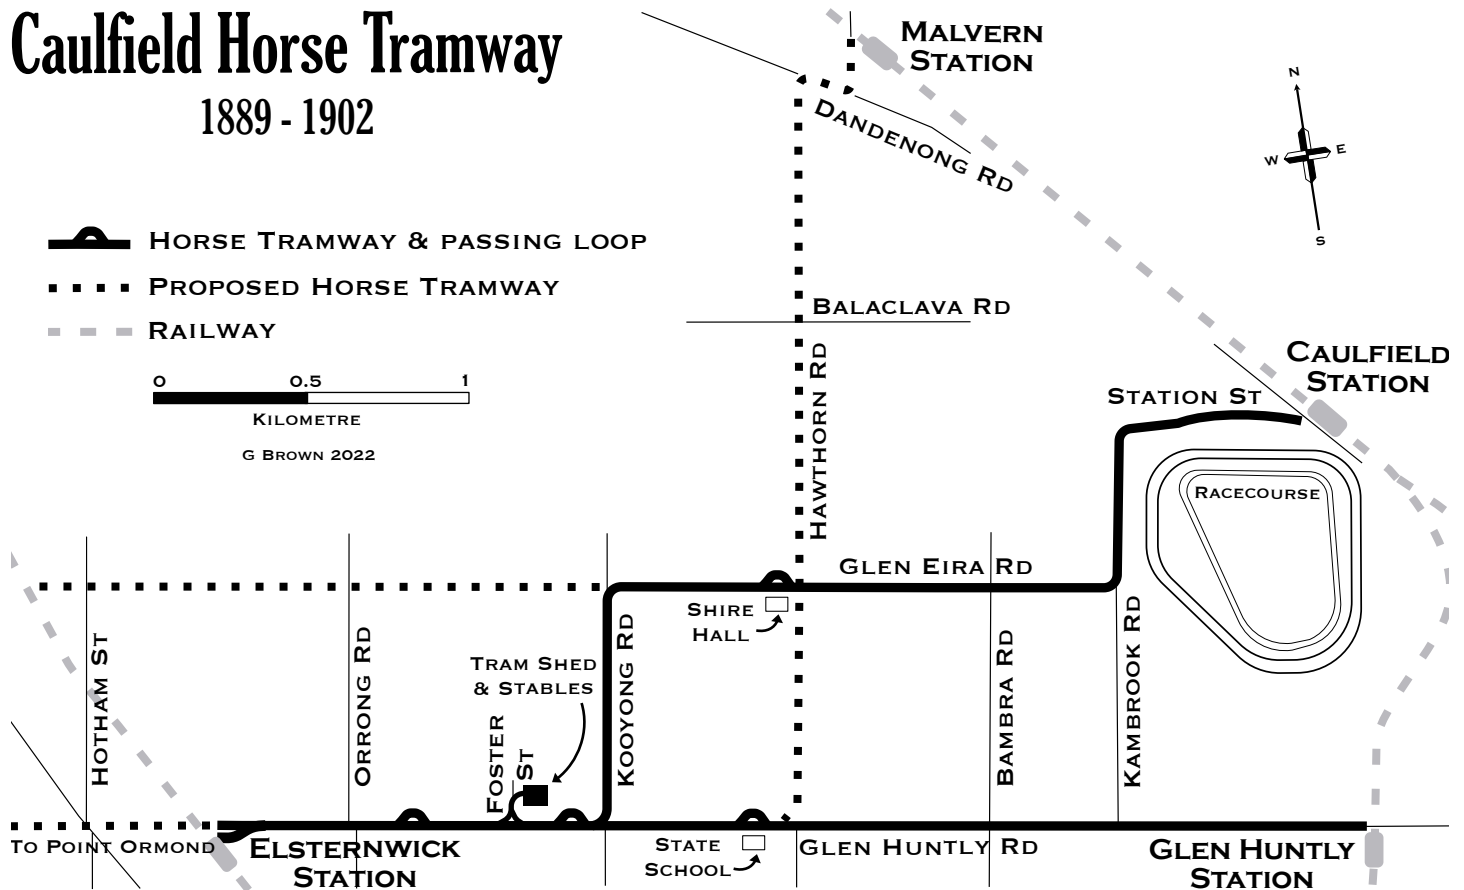 Caulfield Horse Tramway
1889 - 1902
Horse Tramway & passing loop
Proposed Horse Tramway
Railway
0 0.5 1
Kilometre
G Brown 2022
Malvern
Station
Dandenong Rd
N
W E
S
Balaclava Rd
Hawthorn Rd
Caulfield
Station
Station St
Racecourse
Glen Eira Rd
Shire
Hall
Hotham St
Orrong Rd
Tram Shed
& Stables
Foster
St
Kooyong Rd
Bambra Rd
Kambrook Rd
To Point Ormond
Elsternwick
Station
State
School
Glen Huntly Rd
Glen Huntly
Station